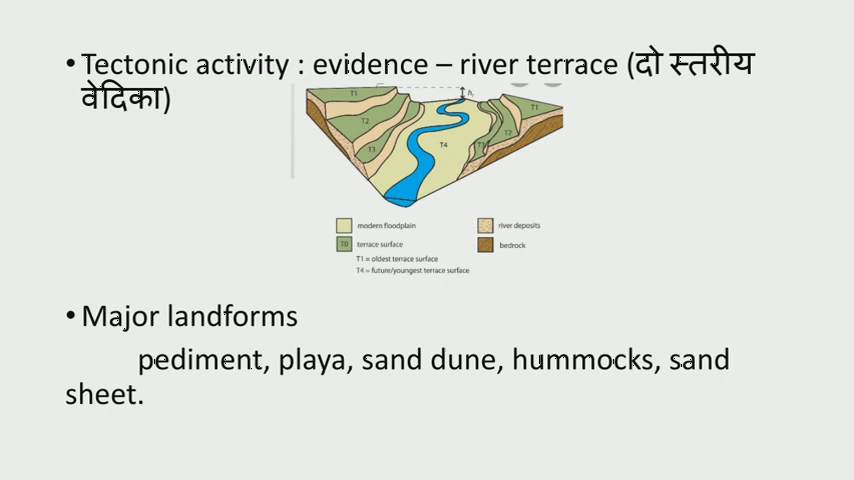 • Tectonic activity : evidence – river terrace (दो स्तरीय
वेदिका)
T1
h,
T1
T2
T2
T3
T4
T3
modern floodplain
river deposits
T0 terrace surface
bedrock
T1 = oldest terrace surface
T4 = future/youngest terrace surface
• Major landforms
pediment, playa, sand dune, hummocks, sand
sheet.